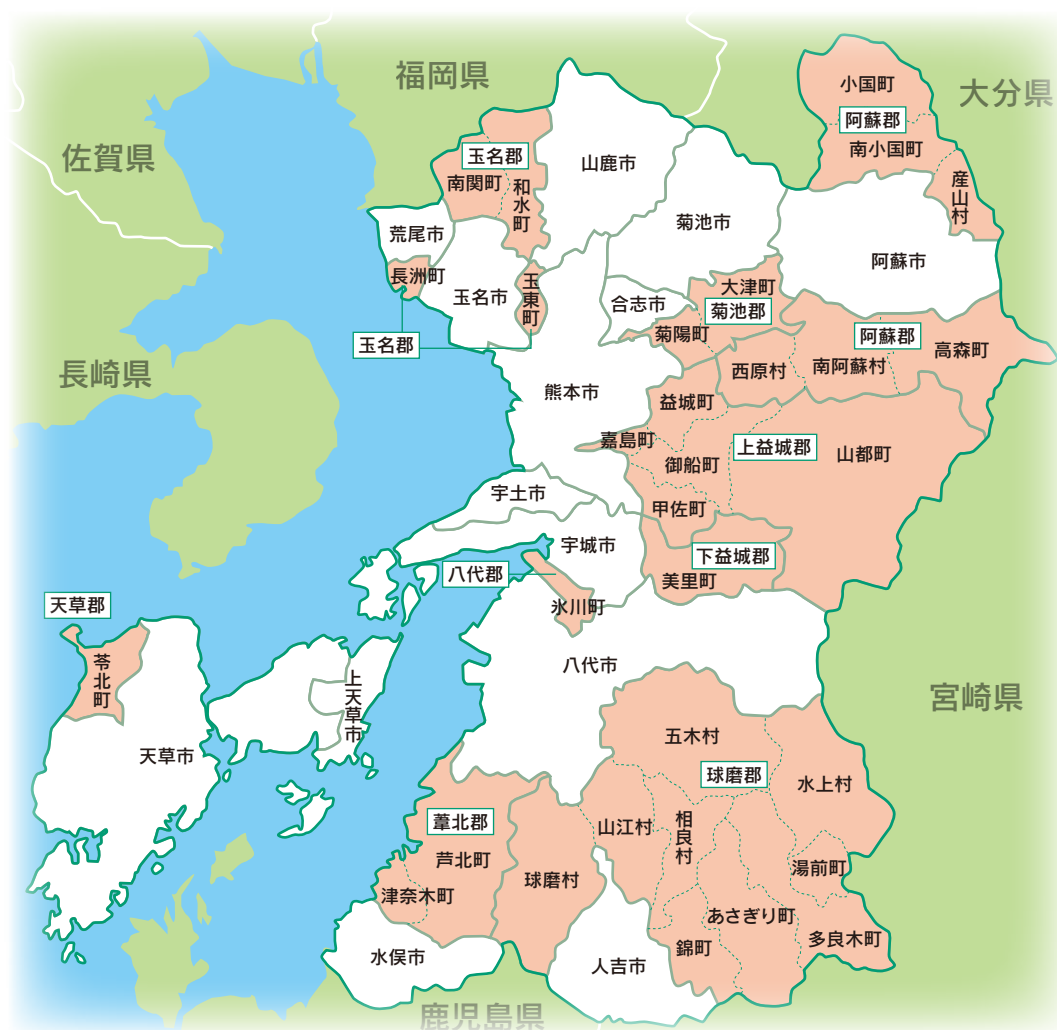 福岡県
佐賀県
長崎県
大分県
宮崎県
鹿児島県
小国町
阿蘇郡
南小国町
産山村
玉名郡
南関町
和水町
山鹿市
菊池市
阿蘇市
荒尾市
長洲町
玉名市
玉東町
玉名郡
合志市
大津町
菊池郡
菊陽町
阿蘇郡
高森町
西原村
南阿蘇村
熊本市
益城町
嘉島町
御船町
上益城郡
山都町
甲佐町
宇土市
宇城市
下益城郡
美里町
八代郡
氷川町
八代市
天草郡
苓北町
上天草市
天草市
五木村
球磨郡
水上村
葦北郡
芦北町
津奈木町
球磨村
山江村
相良村
湯前町
あさぎり町
多良木町
錦町
水俣市
人吉市